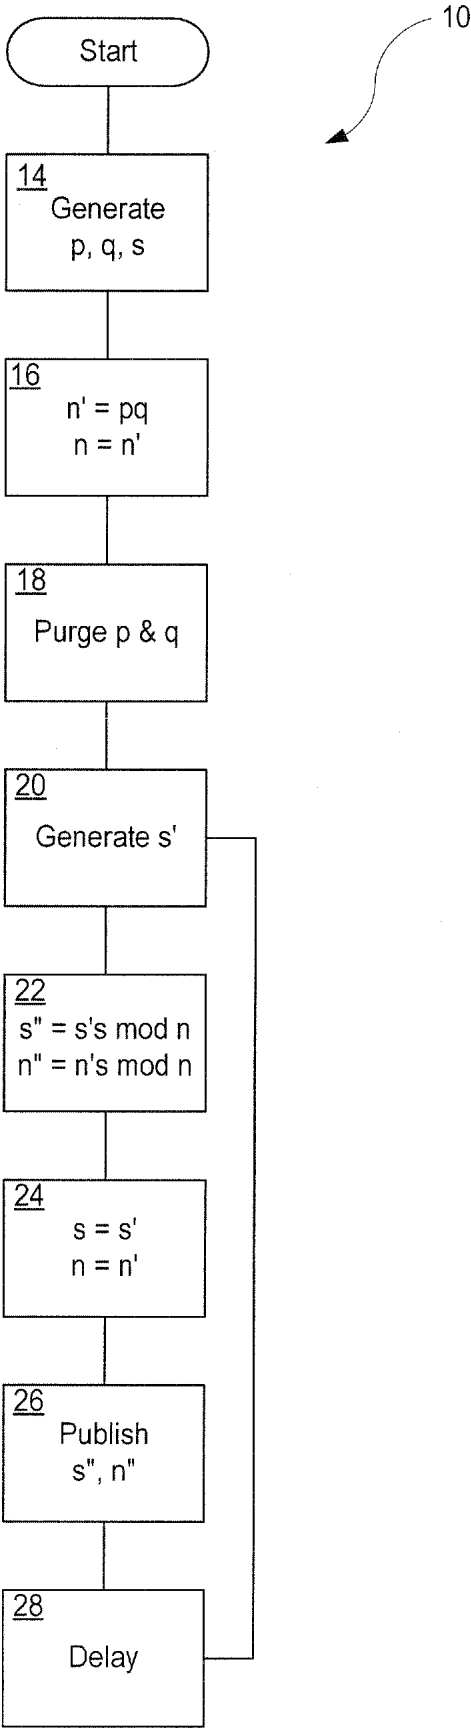 10
Start
14
Generate
p, q, s
16
n' = pq
n = n'
18
Purge p & q
20
Generate s'
22
s" = s's mod n
n" = n's mod n
24
s = s'
n = n'
26
Publish
s", n"
28
Delay